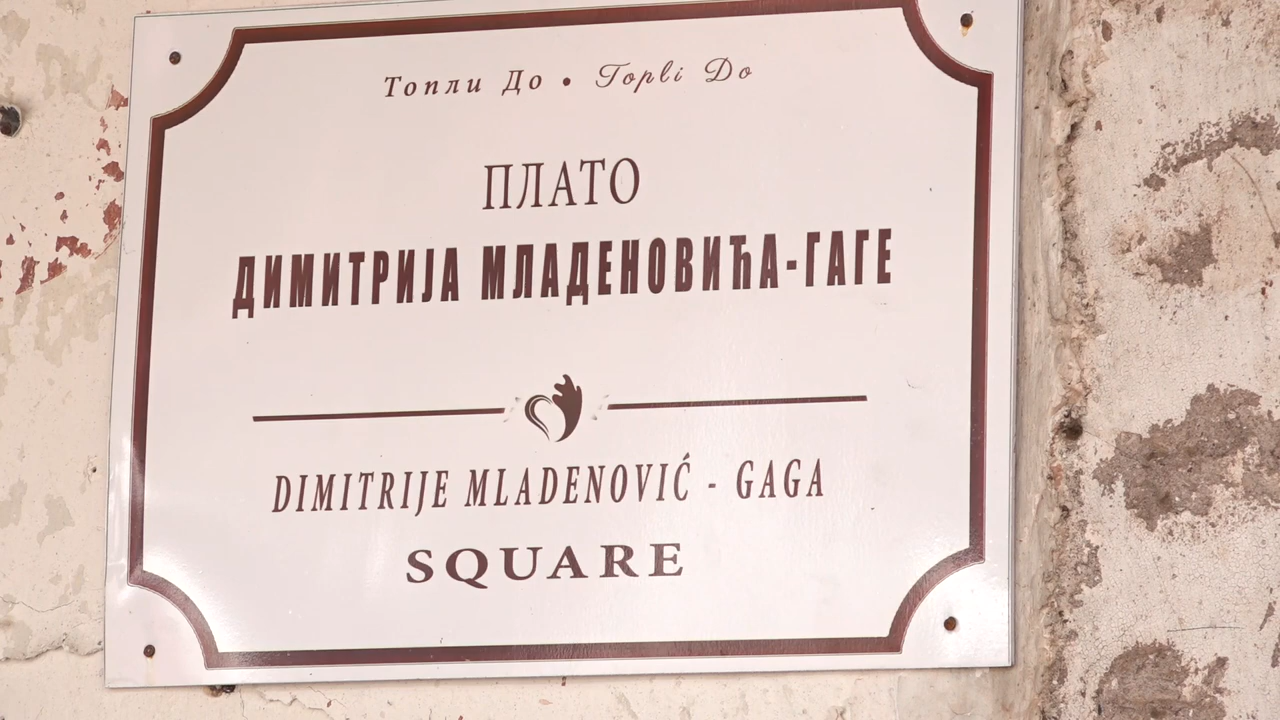 Топли До • Topli Do
ПЛАТО
ДИМИТРИЈА МЛАДЕНОВИЋА-ГАГЕ
DIMITRIJE MLADENOVIĆ - GAGA
SQUARE